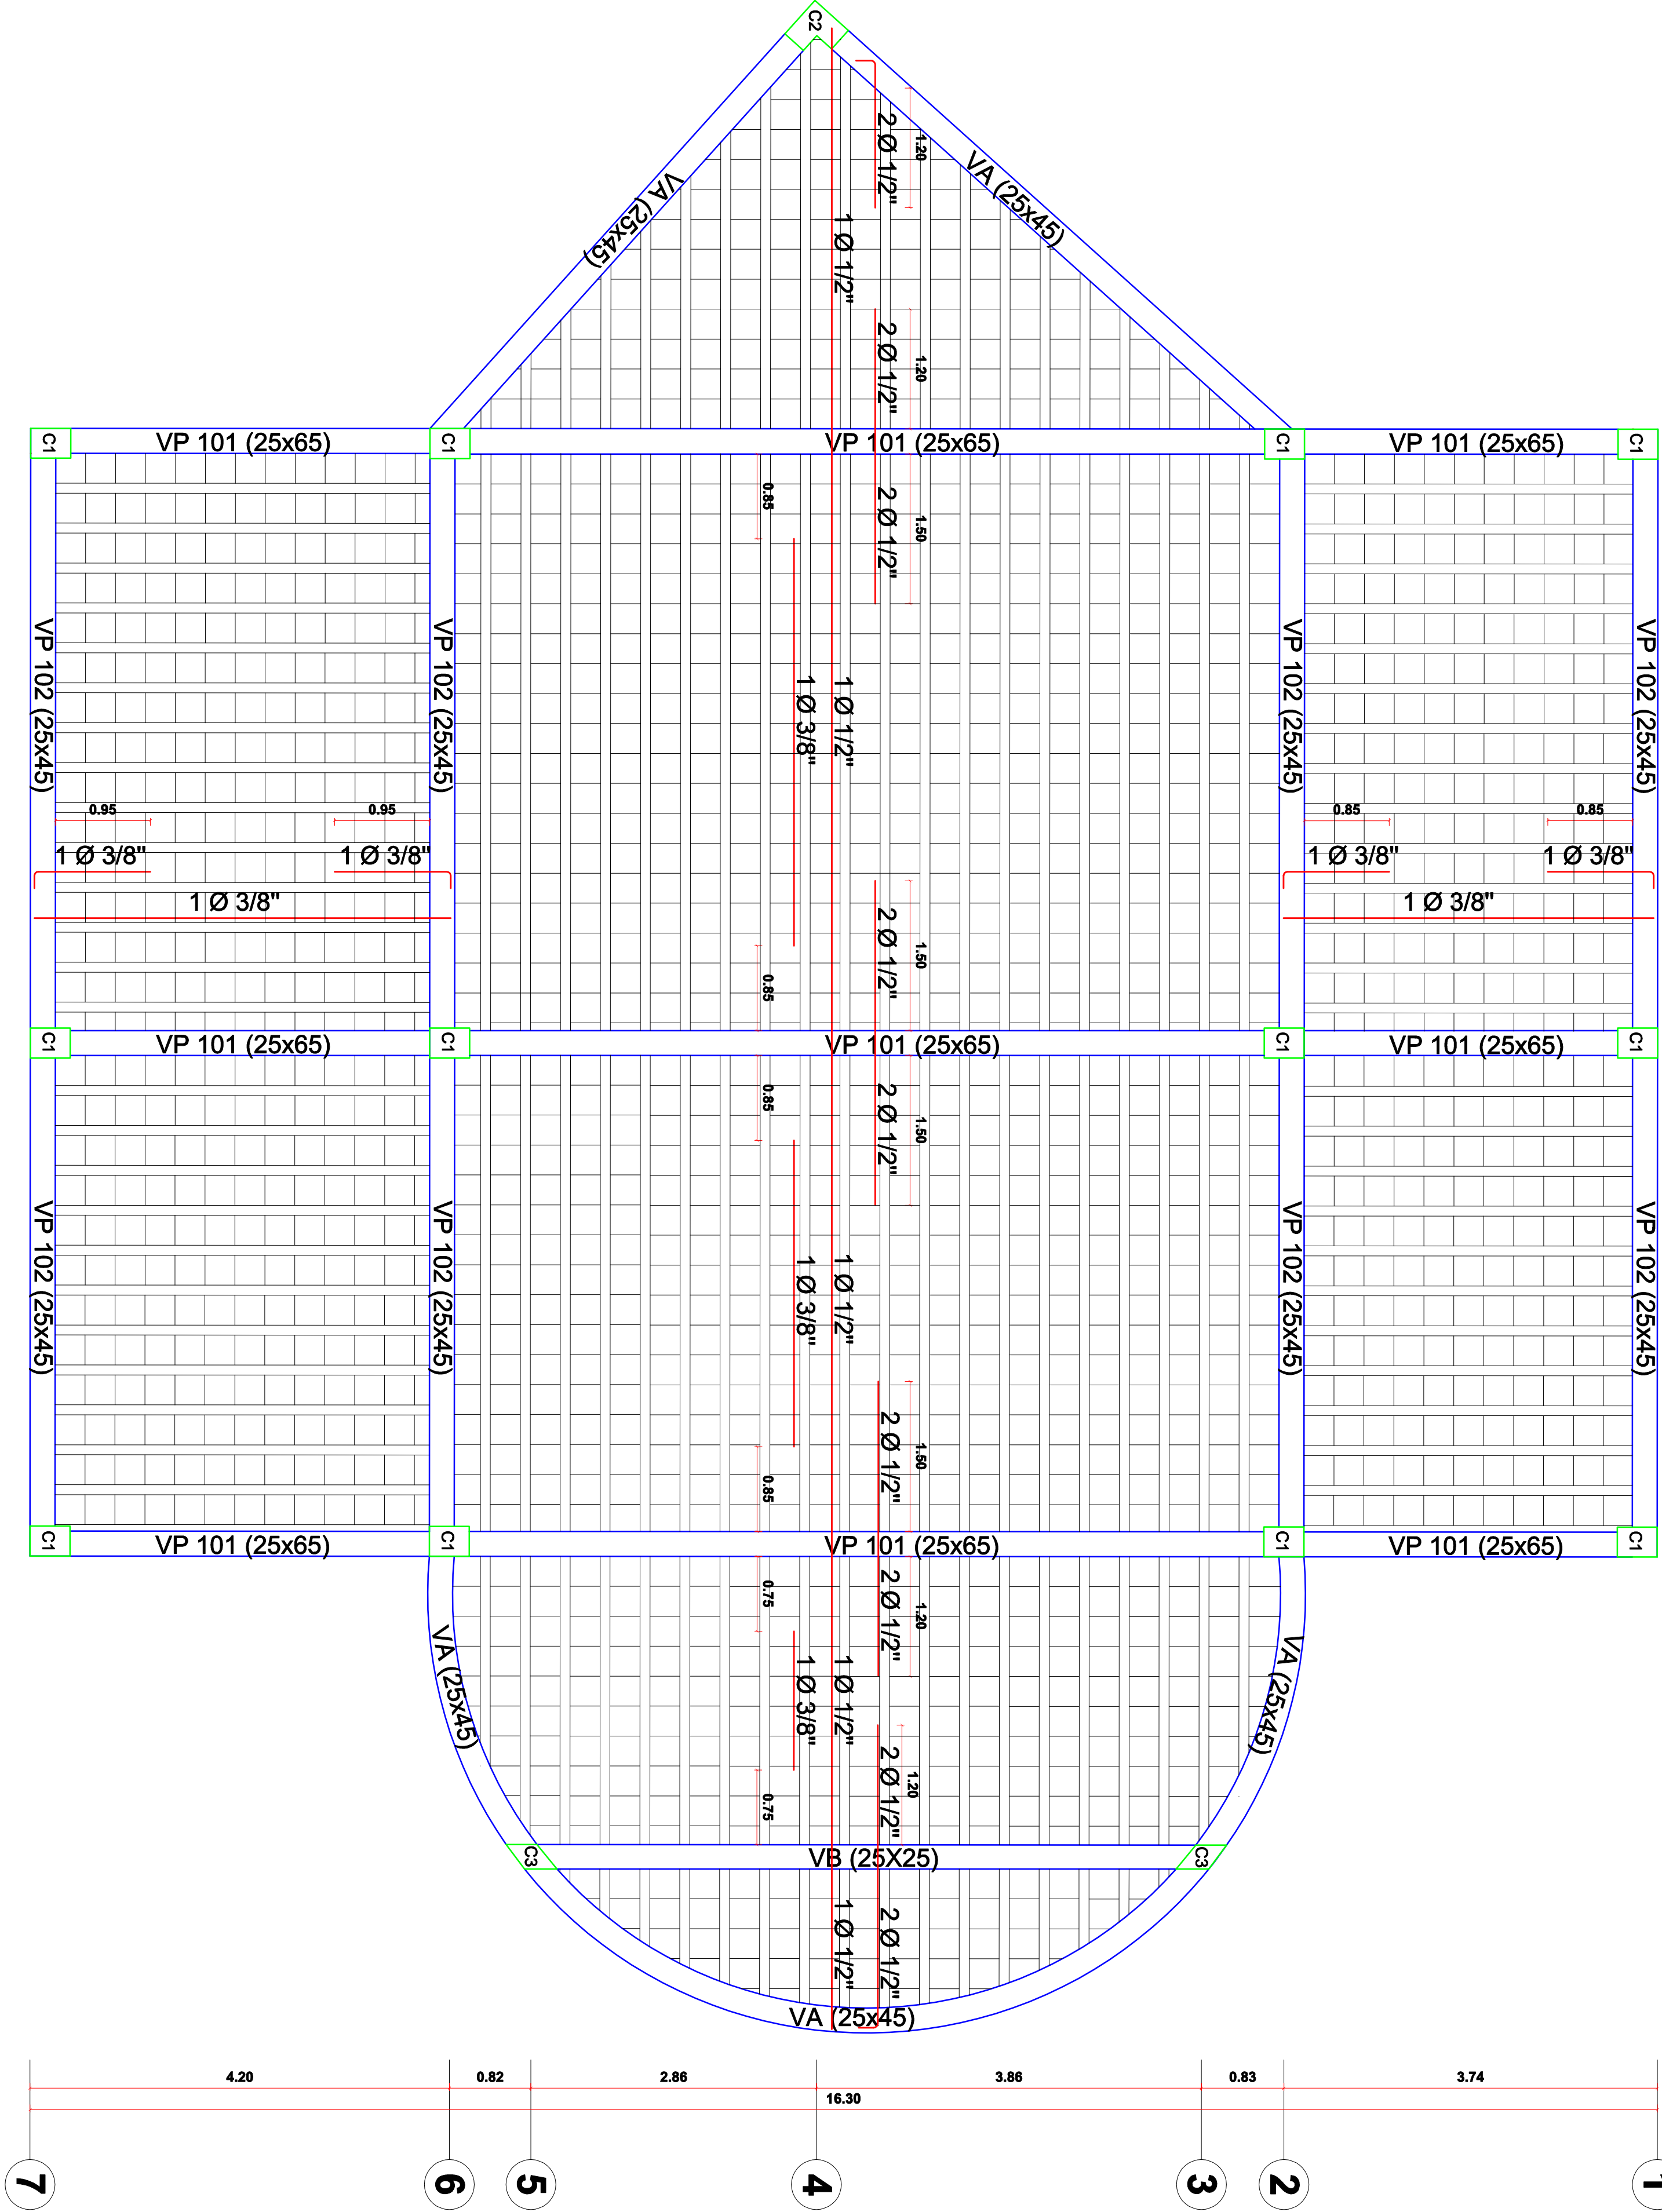 C2
1.20
2 Ø 1/2"
VA (25x45)
VA (25x45)
1 Ø 1/2"
1.20
2 Ø 1/2"
C1
VP 101 (25x65)
C1
VP 101 (25x65)
C1
VP 101 (25x65)
C1
0.85
2 Ø 1/2"
1.50
VP 102 (25x45)
VP 102 (25x45)
1 Ø 3/8"
1 Ø 1/2"
VP 102 (25x45)
VP 102 (25x45)
0.95
0.95
0.85
0.85
1 Ø 3/8"
1 Ø 3/8"
1 Ø 3/8"
1 Ø 3/8"
1 Ø 3/8"
1 Ø 3/8"
0.85
2 Ø 1/2"
1.50
C1
VP 101 (25x65)
C1
VP 101 (25x65)
C1
VP 101 (25x65)
C1
0.85
2 Ø 1/2"
1.50
VP 102 (25x45)
VP 102 (25x45)
1 Ø 3/8"
1 Ø 1/2"
VP 102 (25x45)
VP 102 (25x45)
0.85
2 Ø 1/2"
1.50
C1
VP 101 (25x65)
C1
VP 101 (25x65)
C1
VP 101 (25x65)
C1
0.75
2 Ø 1/2"
1.20
VA (25x45)
1 Ø 3/8"
1 Ø 1/2"
VA (25x45)
0.75
2 Ø 1/2"
1.20
C3
VB (25X25)
C3
1 Ø 1/2"
2 Ø 1/2"
VA (25x45)
4.20
0.82
2.86
3.86
0.83
3.74
16.30
7
6
5
4
3
2
1